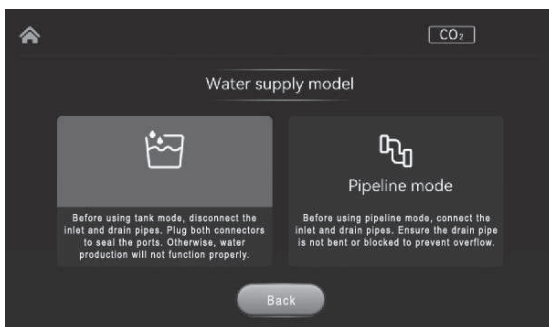 CO₂
Water supply model
Pipeline mode
Before using tank mode, disconnect the
inlet and drain pipes. Plug both connectors
to seal the ports. Otherwise, water
production will not function properly.
Before using pipeline mode, connect the
inlet and drain pipes. Ensure the drain pipe
is not bent or blocked to prevent overflow.
Back